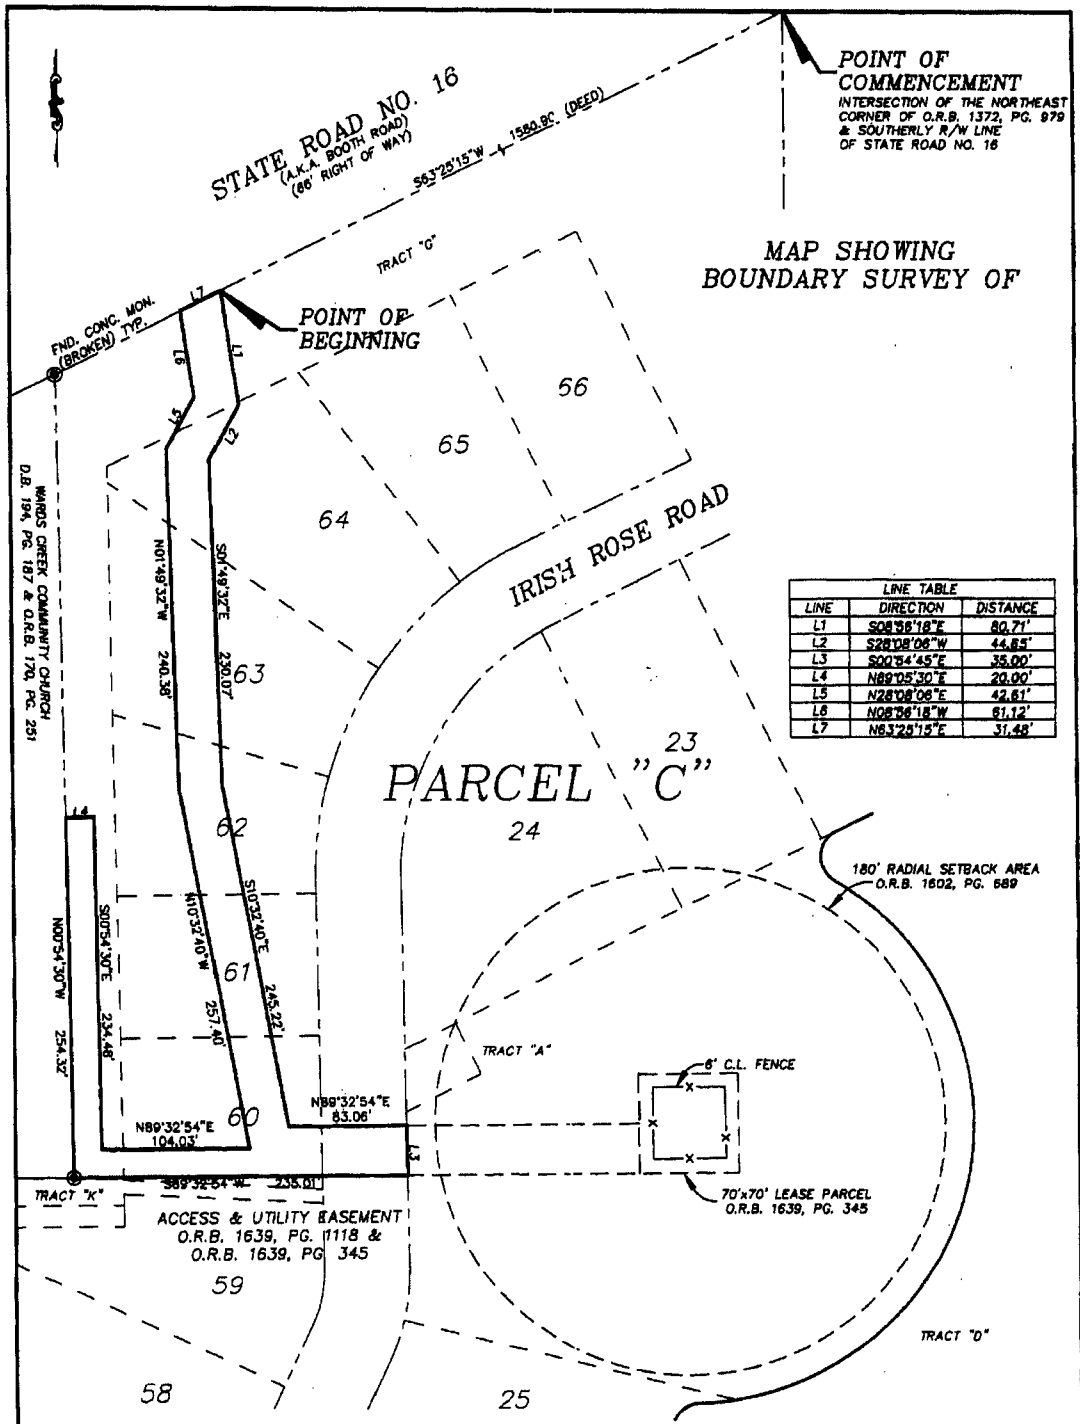 POINT OF
COMMENCEMENT
INTERSECTION OF THE NORTHEAST
CORNER OF O.R.B. 1372, PG. 979
& SOUTHERLY R/W LINE
OF STATE ROAD NO. 16
STATE ROAD NO. 16
(A.K.A. BOOTH ROAD)
(66' RIGHT OF WAY)
S63°25'15"W 1580.90' (DEED)
MAP SHOWING
BOUNDARY SURVEY OF
TRACT "G"
L7
POINT OF
BEGINNING
FND. CONC. MON.
(BROKEN) TYP.
L6
L1
L5
L2
66
65
64
IRISH ROSE ROAD
WARDS CREEK COMMUNITY CHURCH
D.B. 194, PG. 187 & O.R.B. 170, PG. 251
N01°49'32"W 240.38'
S01°49'32"E 230.07'
63
LINE TABLE
LINE DIRECTION DISTANCE
L1 S08°56'18"E 80.71'
L2 S28°08'06"W 44.65'
L3 S00°54'45"E 35.00'
L4 N89°05'30"E 20.00'
L5 N28°08'06"E 42.61'
L6 N08°56'18"W 61.12'
L7 N63°25'15"E 31.48'
23
PARCEL "C"
24
62
L4
180' RADIAL SETBACK AREA
O.R.B. 1602, PG. 689
N00°54'30"W 254.32'
S00°54'30"E 234.48'
N10°32'40"W 257.40'
S10°32'40"E 245.22'
61
TRACT "A"
6' C.L. FENCE
X
X
X
X
60
N89°32'54"E
83.06'
N89°32'54"E
104.03'
L3
S89°32'54"W 235.01'
TRACT "K"
70'x70' LEASE PARCEL
O.R.B. 1639, PG. 345
ACCESS & UTILITY EASEMENT
O.R.B. 1639, PG. 1118 &
O.R.B. 1639, PG 345
59
TRACT "D"
58
25